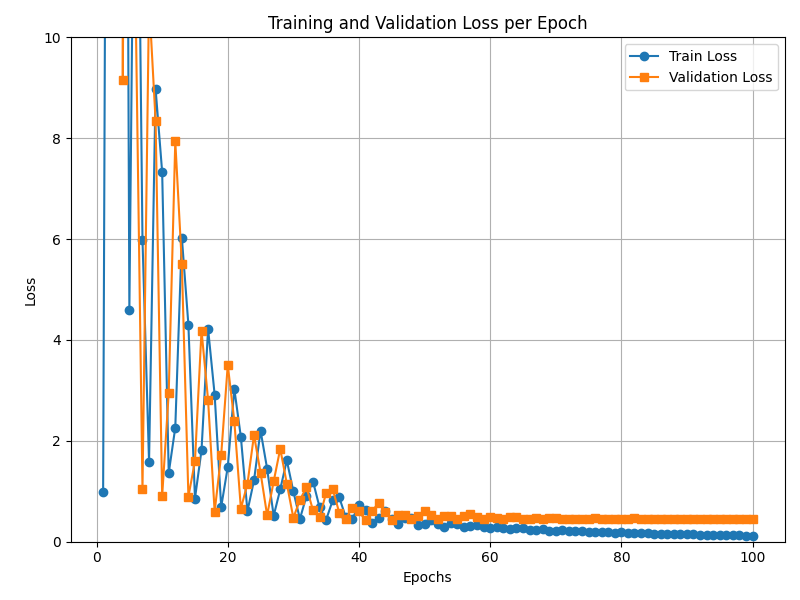 Training and Validation Loss per Epoch
Train Loss
Validation Loss
Loss
10
8
6
4
2
0
0 20 40 60 80 100
Epochs